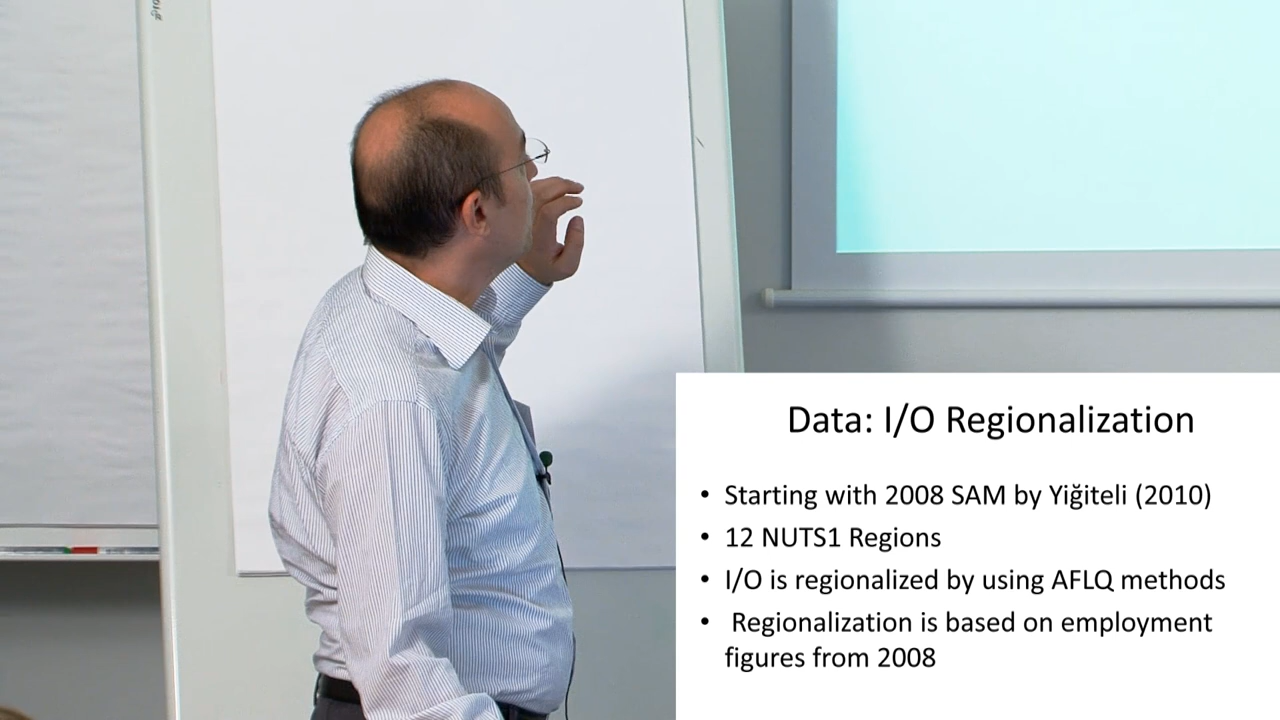 Data: I/O Regionalization
• Starting with 2008 SAM by Yiğiteli (2010)
• 12 NUTS1 Regions
• I/O is regionalized by using AFLQ methods
• Regionalization is based on employment
figures from 2008